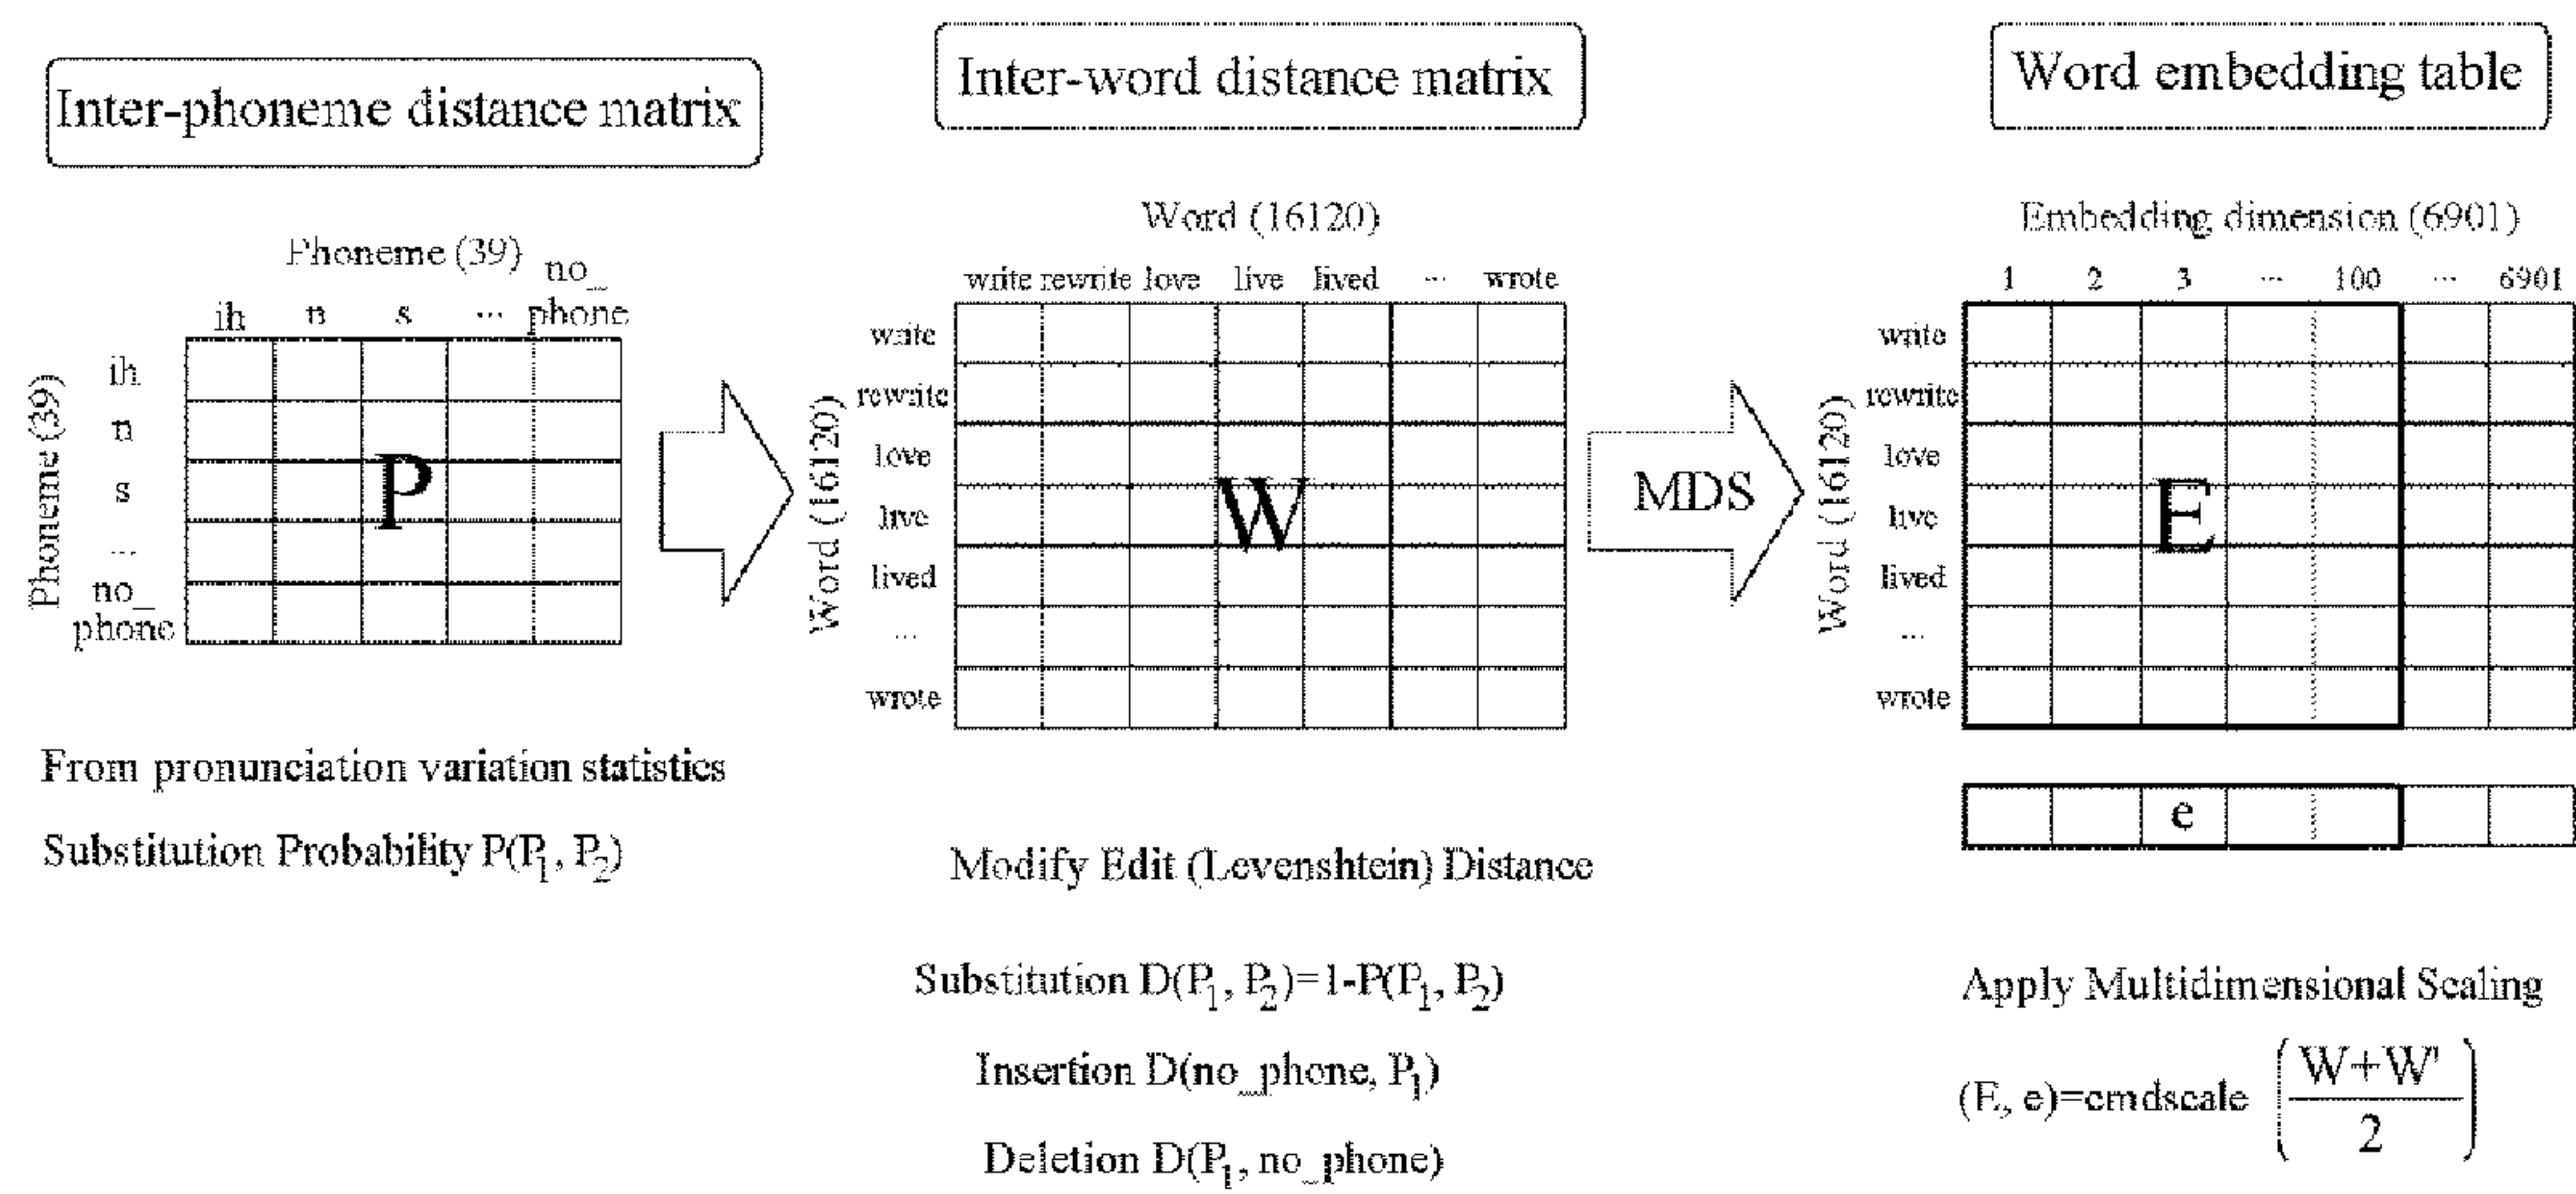 Inter-phoneme distance matrix
Phoneme (39)
ih n s ... no_phone
Phoneme (39)
ih
n
s
...
no_
phone
P
From pronunciation variation statistics
Substitution Probability P(P1, P2)
Inter-word distance matrix
Word (16120)
write rewrite love live lived ... wrote
Word (16120)
write
rewrite
love
live
lived
...
wrote
W
Modify Edit (Levenshtein) Distance
Substitution D(P1, P2)=1-P(P1, P2)
Insertion D(no_phone, P1)
Deletion D(P1, no_phone)
MDS
Word embedding table
Embedding dimension (6901)
1 2 3 ... 100 ... 6901
Word (16120)
write
rewrite
love
live
lived
...
wrote
E
e
Apply Multidimensional Scaling
(E, e)=cmdscale (W+W'
2)